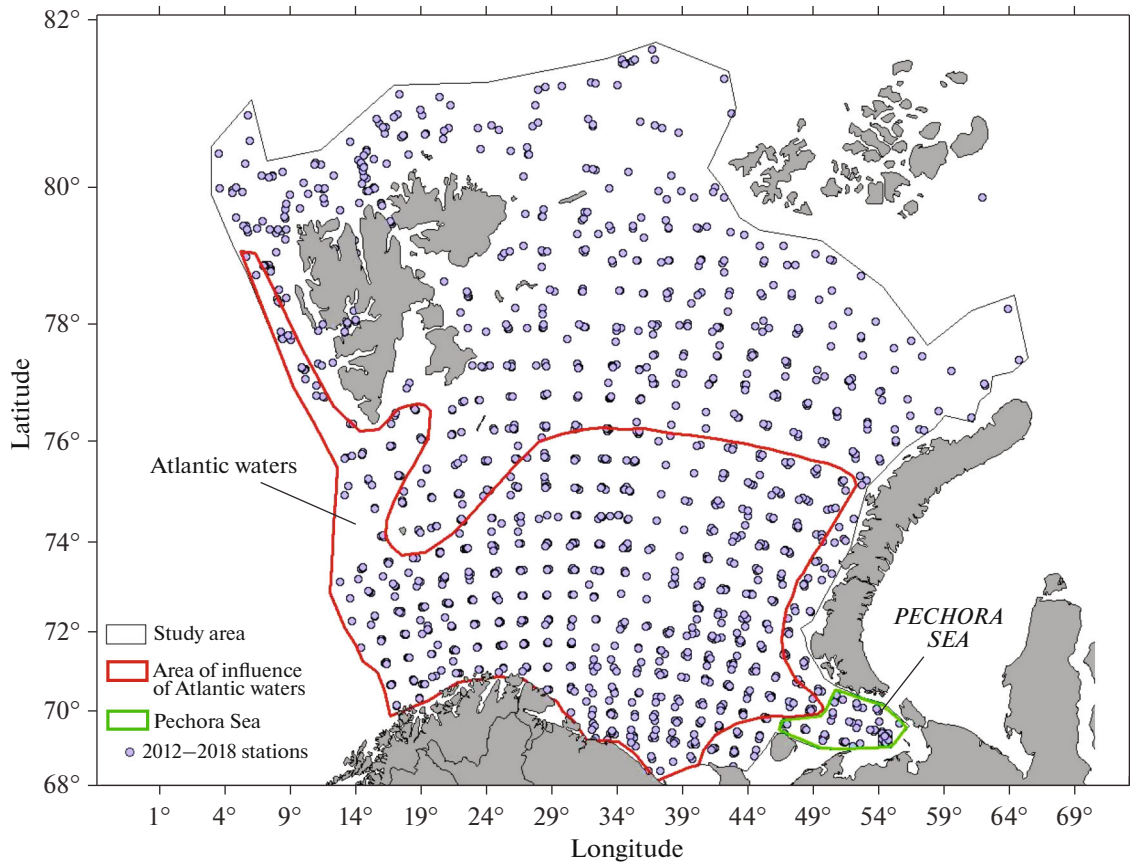 82°
80°
78°
76°
74°
72°
70°
68°
Latitude
Atlantic waters
PECHORA
SEA
Study area
Area of influence
of Atlantic waters
Pechora Sea
2012–2018 stations
1° 4° 9° 14° 19° 24° 29° 34° 39° 44° 49° 54° 59° 64° 69°
Longitude